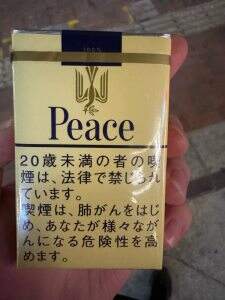 Peace
20歳未満の者の喫
煙は、法律で禁じられ
ています。
喫煙は、肺がんをはじ
め、あなたが様々なが
んになる危険性を高
めます。